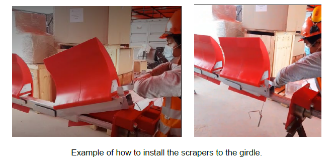 Example of how to install the scrapers to the girdle.